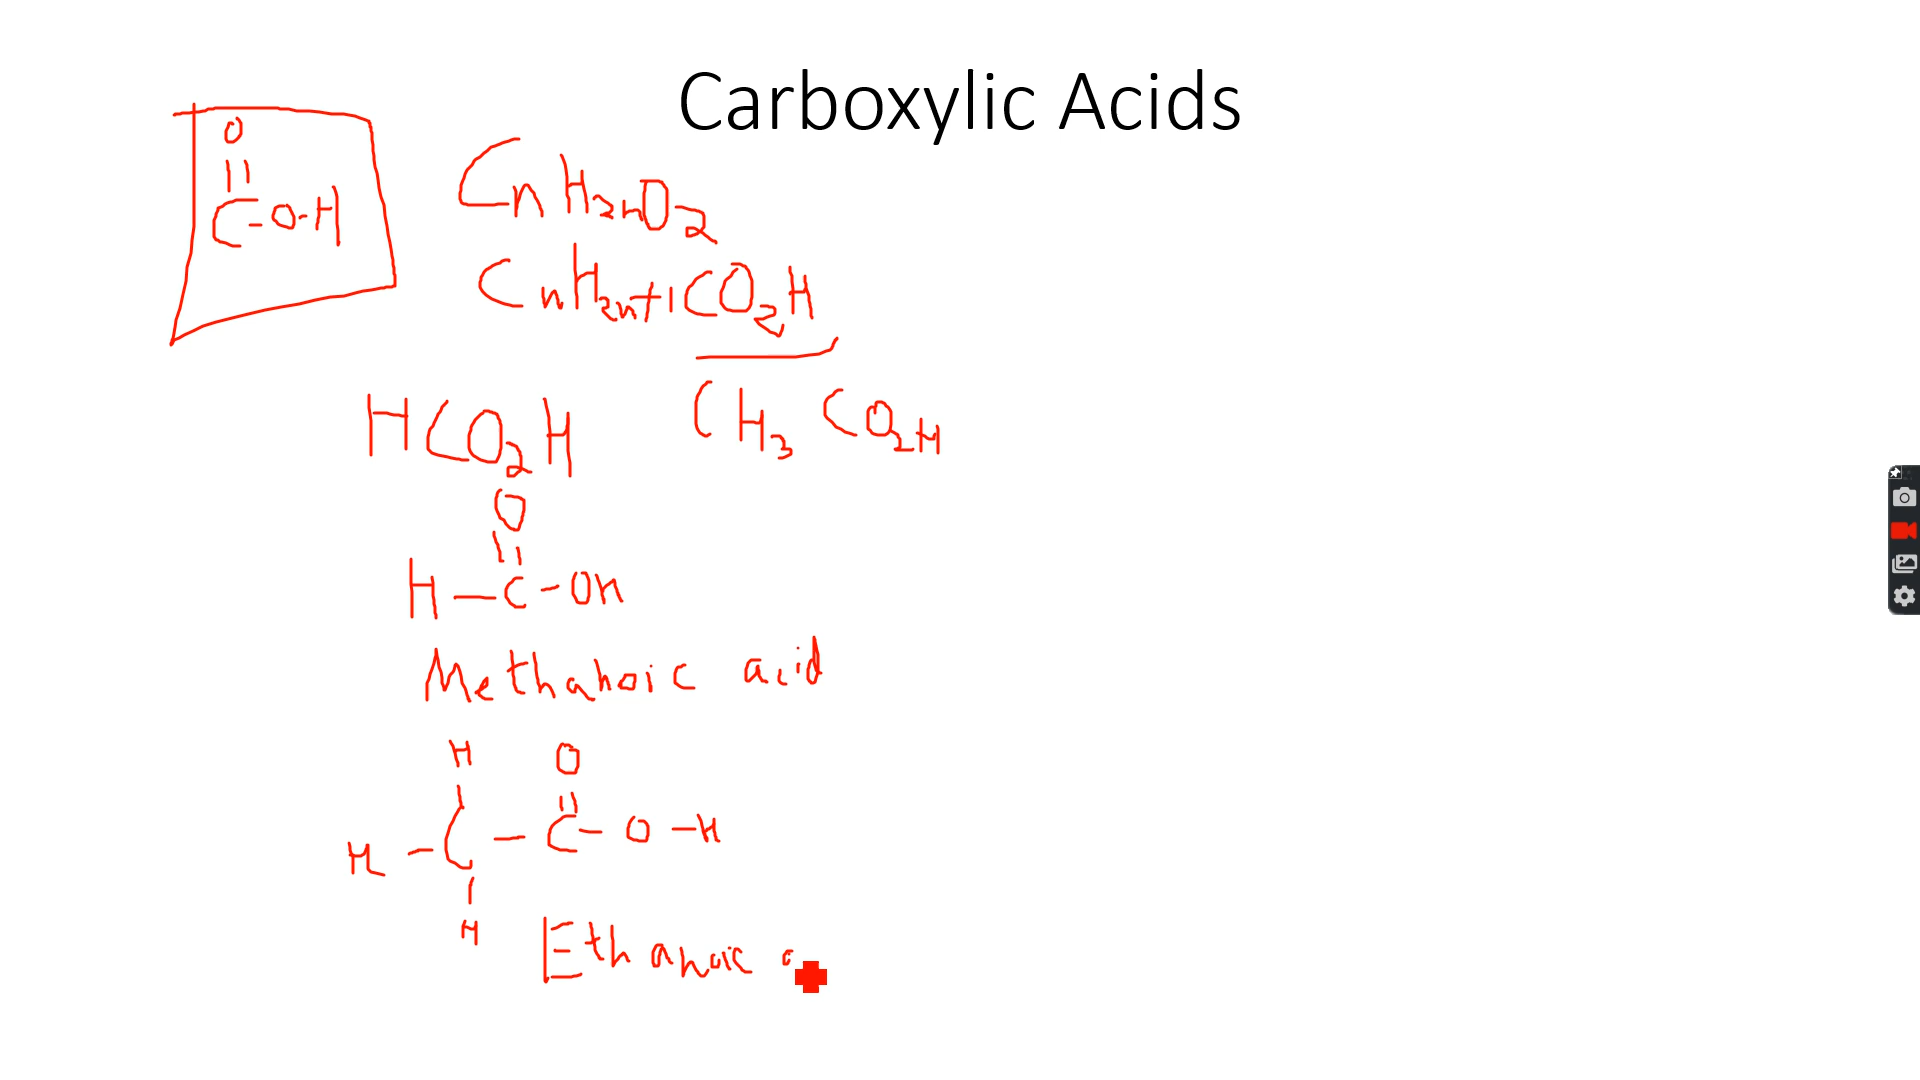 Carboxylic Acids
O
||
C-O-H
CnH2nO2
CnH2n+1CO2H
HCO2H
CH3CO2H
O
||
H-C-OH
Methanoic acid
H O
| ||
H-C-C-O-H
|
H
Ethanoic a